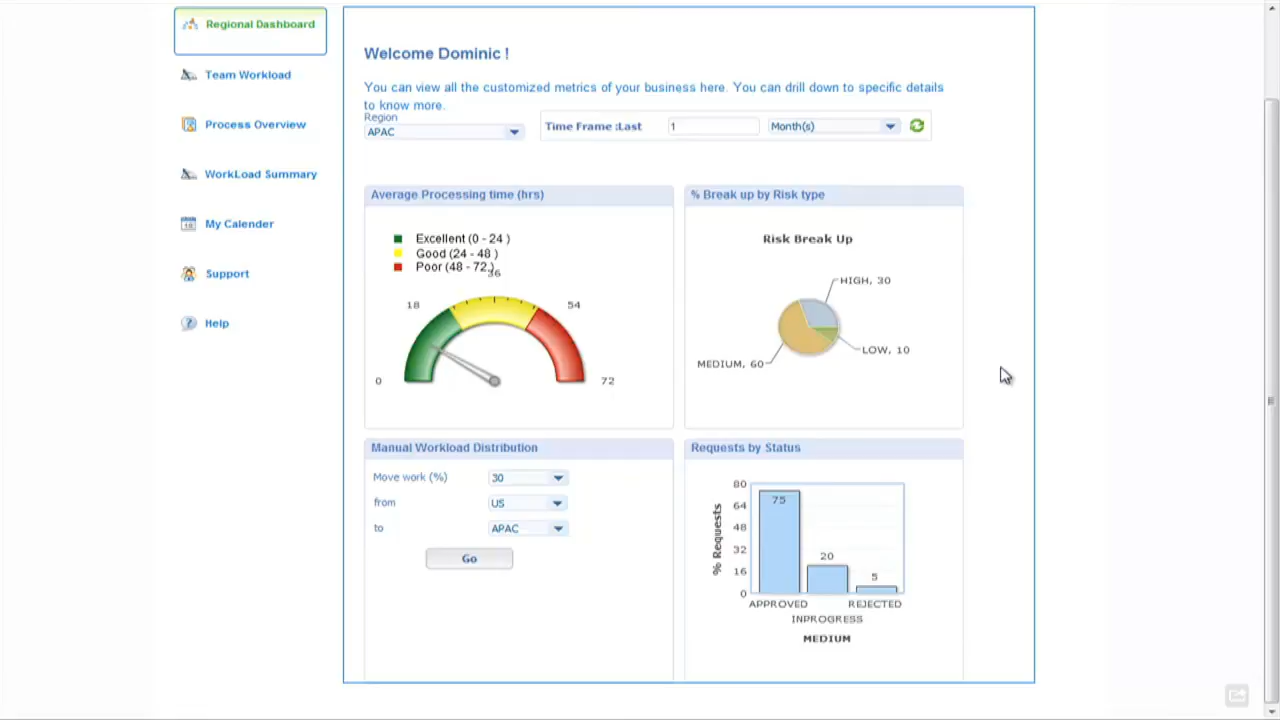 Regional Dashboard
Team Workload
Process Overview
WorkLoad Summary
My Calender
Support
Help
Welcome Dominic !
You can view all the customized metrics of your business here. You can drill down to specific details
to know more.
Region
APAC
Time Frame :Last 1 Month(s)
Average Processing time (hrs)
Excellent (0 - 24 )
Good (24 - 48 )
Poor (48 - 72 )
0
18
36
54
72
% Break up by Risk type
Risk Break Up
HIGH, 30
LOW, 10
MEDIUM, 60
Manual Workload Distribution
Move work (%) 30
from US
to APAC
Go
Requests by Status
% Requests
80
64
48
32
16
0
75
20
5
APPROVED
INPROGRESS
REJECTED
MEDIUM